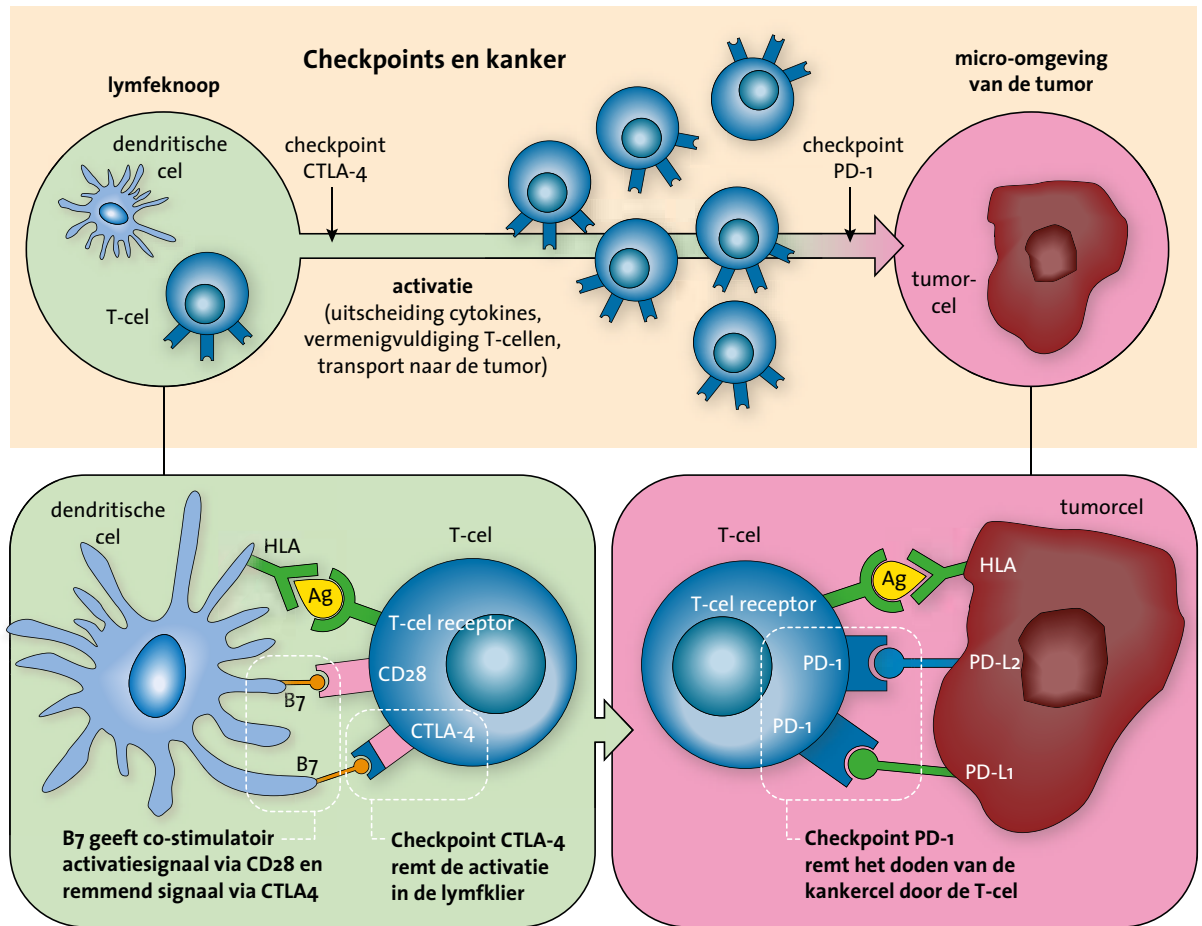 Checkpoints en kanker
lymfeknoop
dendritische
cel
T-cel
checkpoint
CTLA-4
activatie
(uitscheiding cytokines,
vermenigvuldiging T-cellen,
transport naar de tumor)
checkpoint
PD-1
micro-omgeving
van de tumor
tumor-
cel
dendritische
cel
HLA
Ag
T-cel
T-cel receptor
B7
CD28
B7
CTLA-4
B7 geeft co-stimulatoir
activatiesignaal via CD28 en
remmend signaal via CTLA4
Checkpoint CTLA-4
remt de activatie
in de lymfklier
T-cel
tumorcel
Ag
HLA
T-cel receptor
PD-1
PD-L2
PD-1
PD-L1
Checkpoint PD-1
remt het doden van de
kankercel door de T-cel